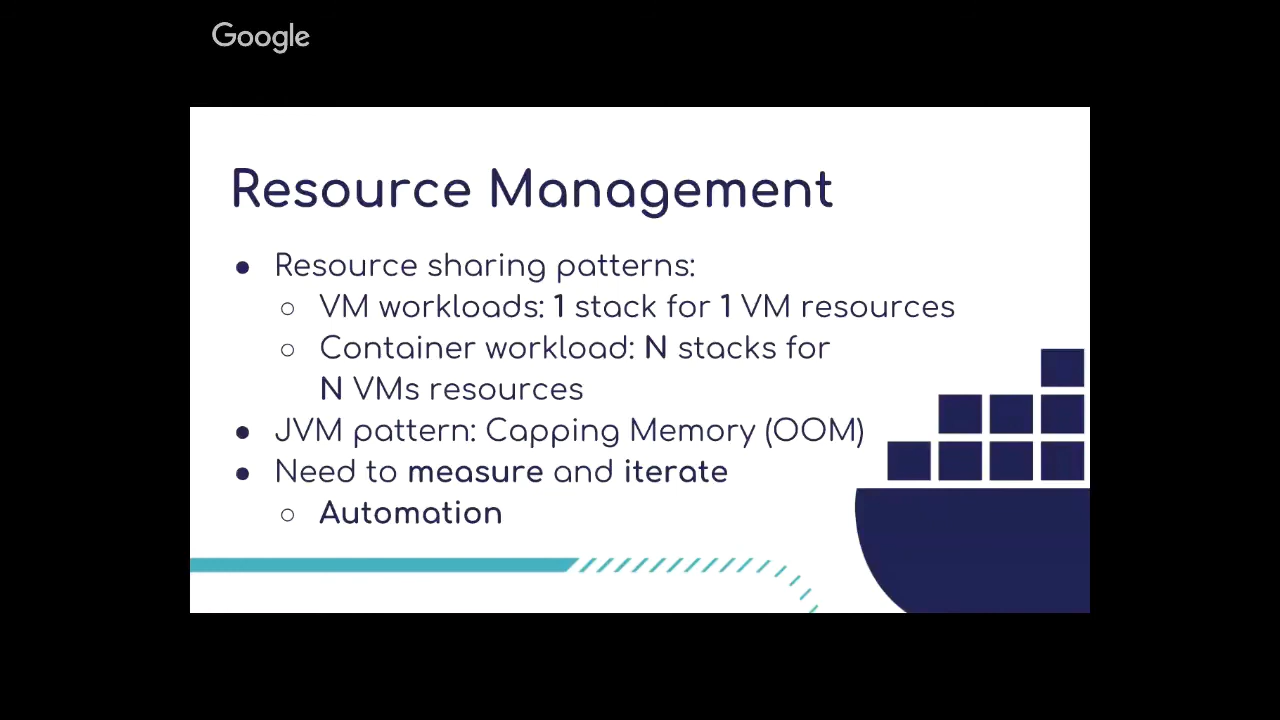 Google
Resource Management
● Resource sharing patterns:
○ VM workloads: 1 stack for 1 VM resources
○ Container workload: N stacks for
N VMs resources
● JVM pattern: Capping Memory (OOM)
● Need to measure and iterate
○ Automation